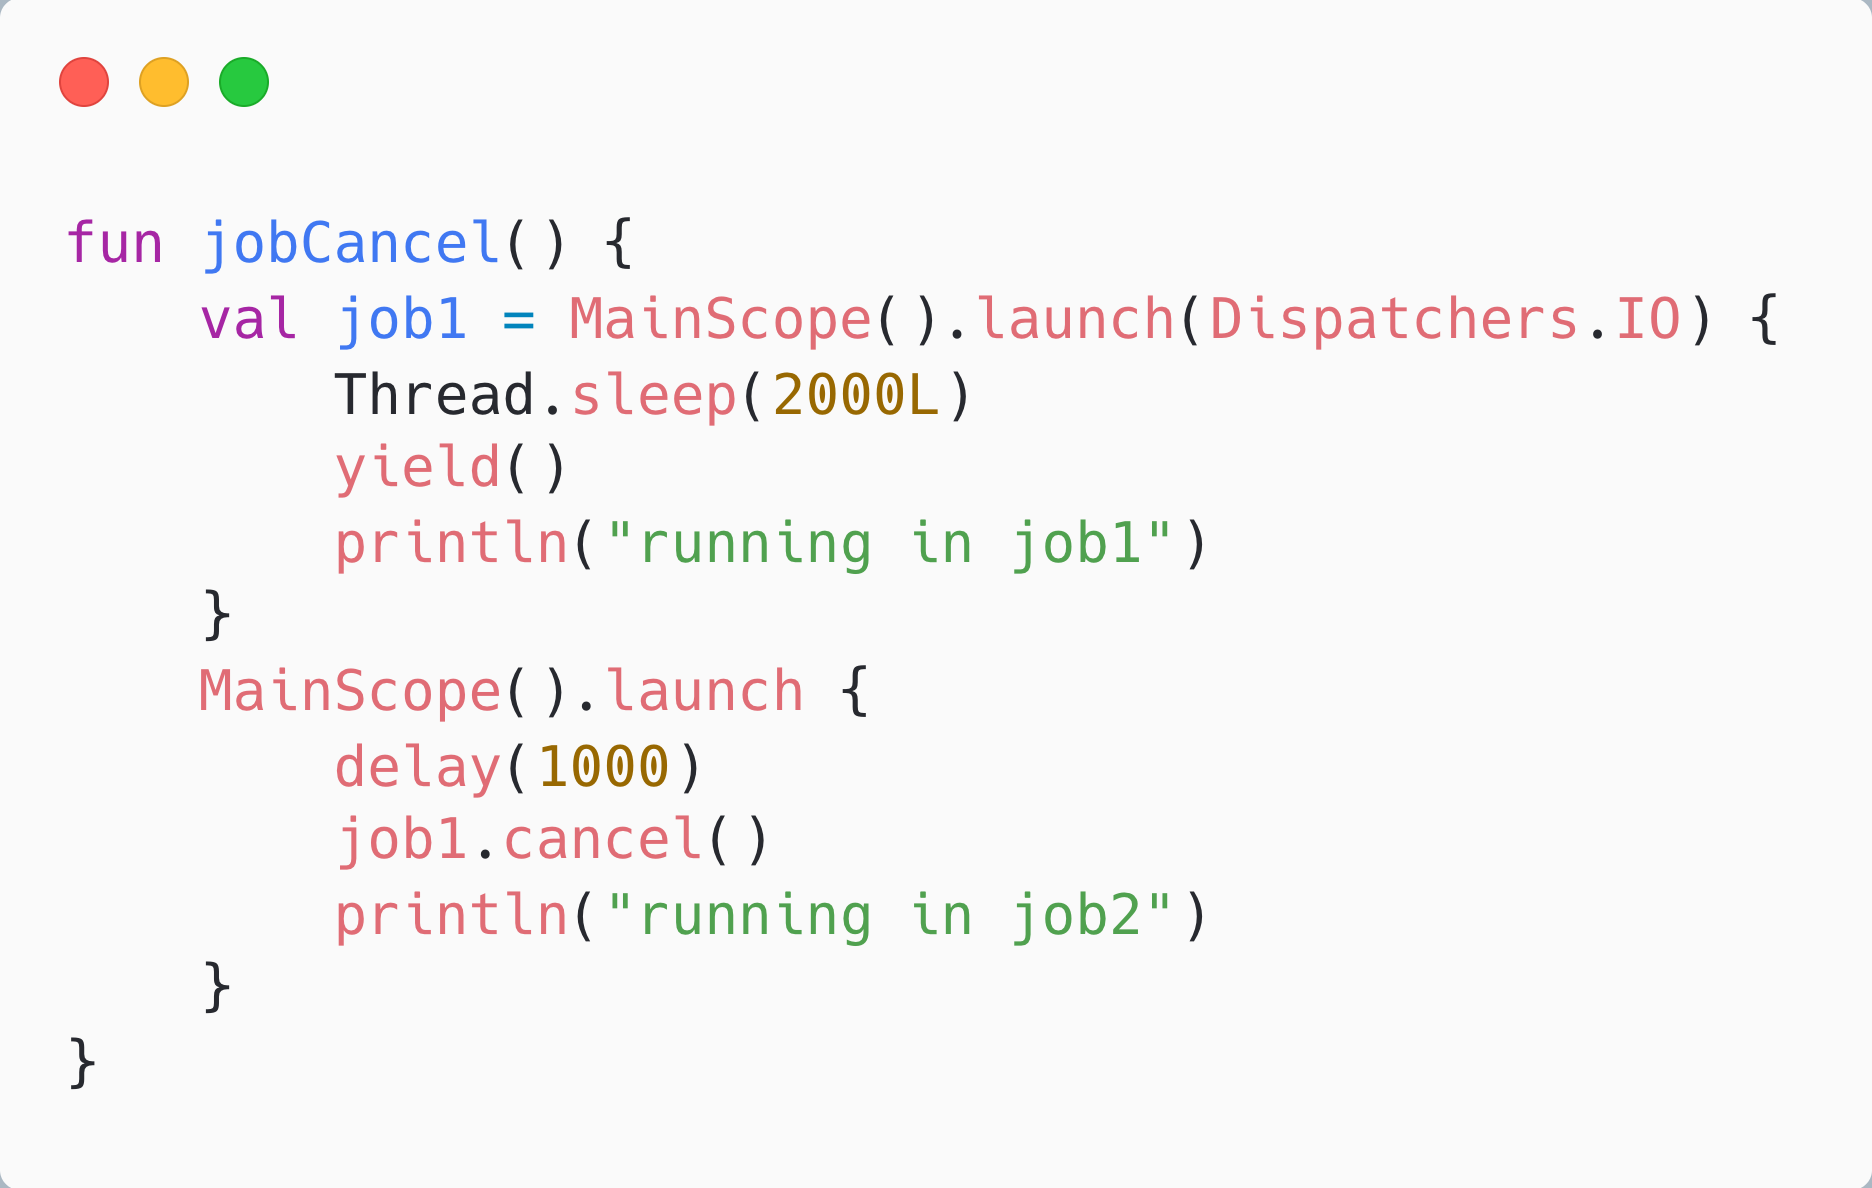 fun jobCancel() {
    val job1 = MainScope().launch(Dispatchers.IO) {
        Thread.sleep(2000L)
        yield()
        println("running in job1")
    }
    MainScope().launch {
        delay(1000)
        job1.cancel()
        println("running in job2")
    }
}